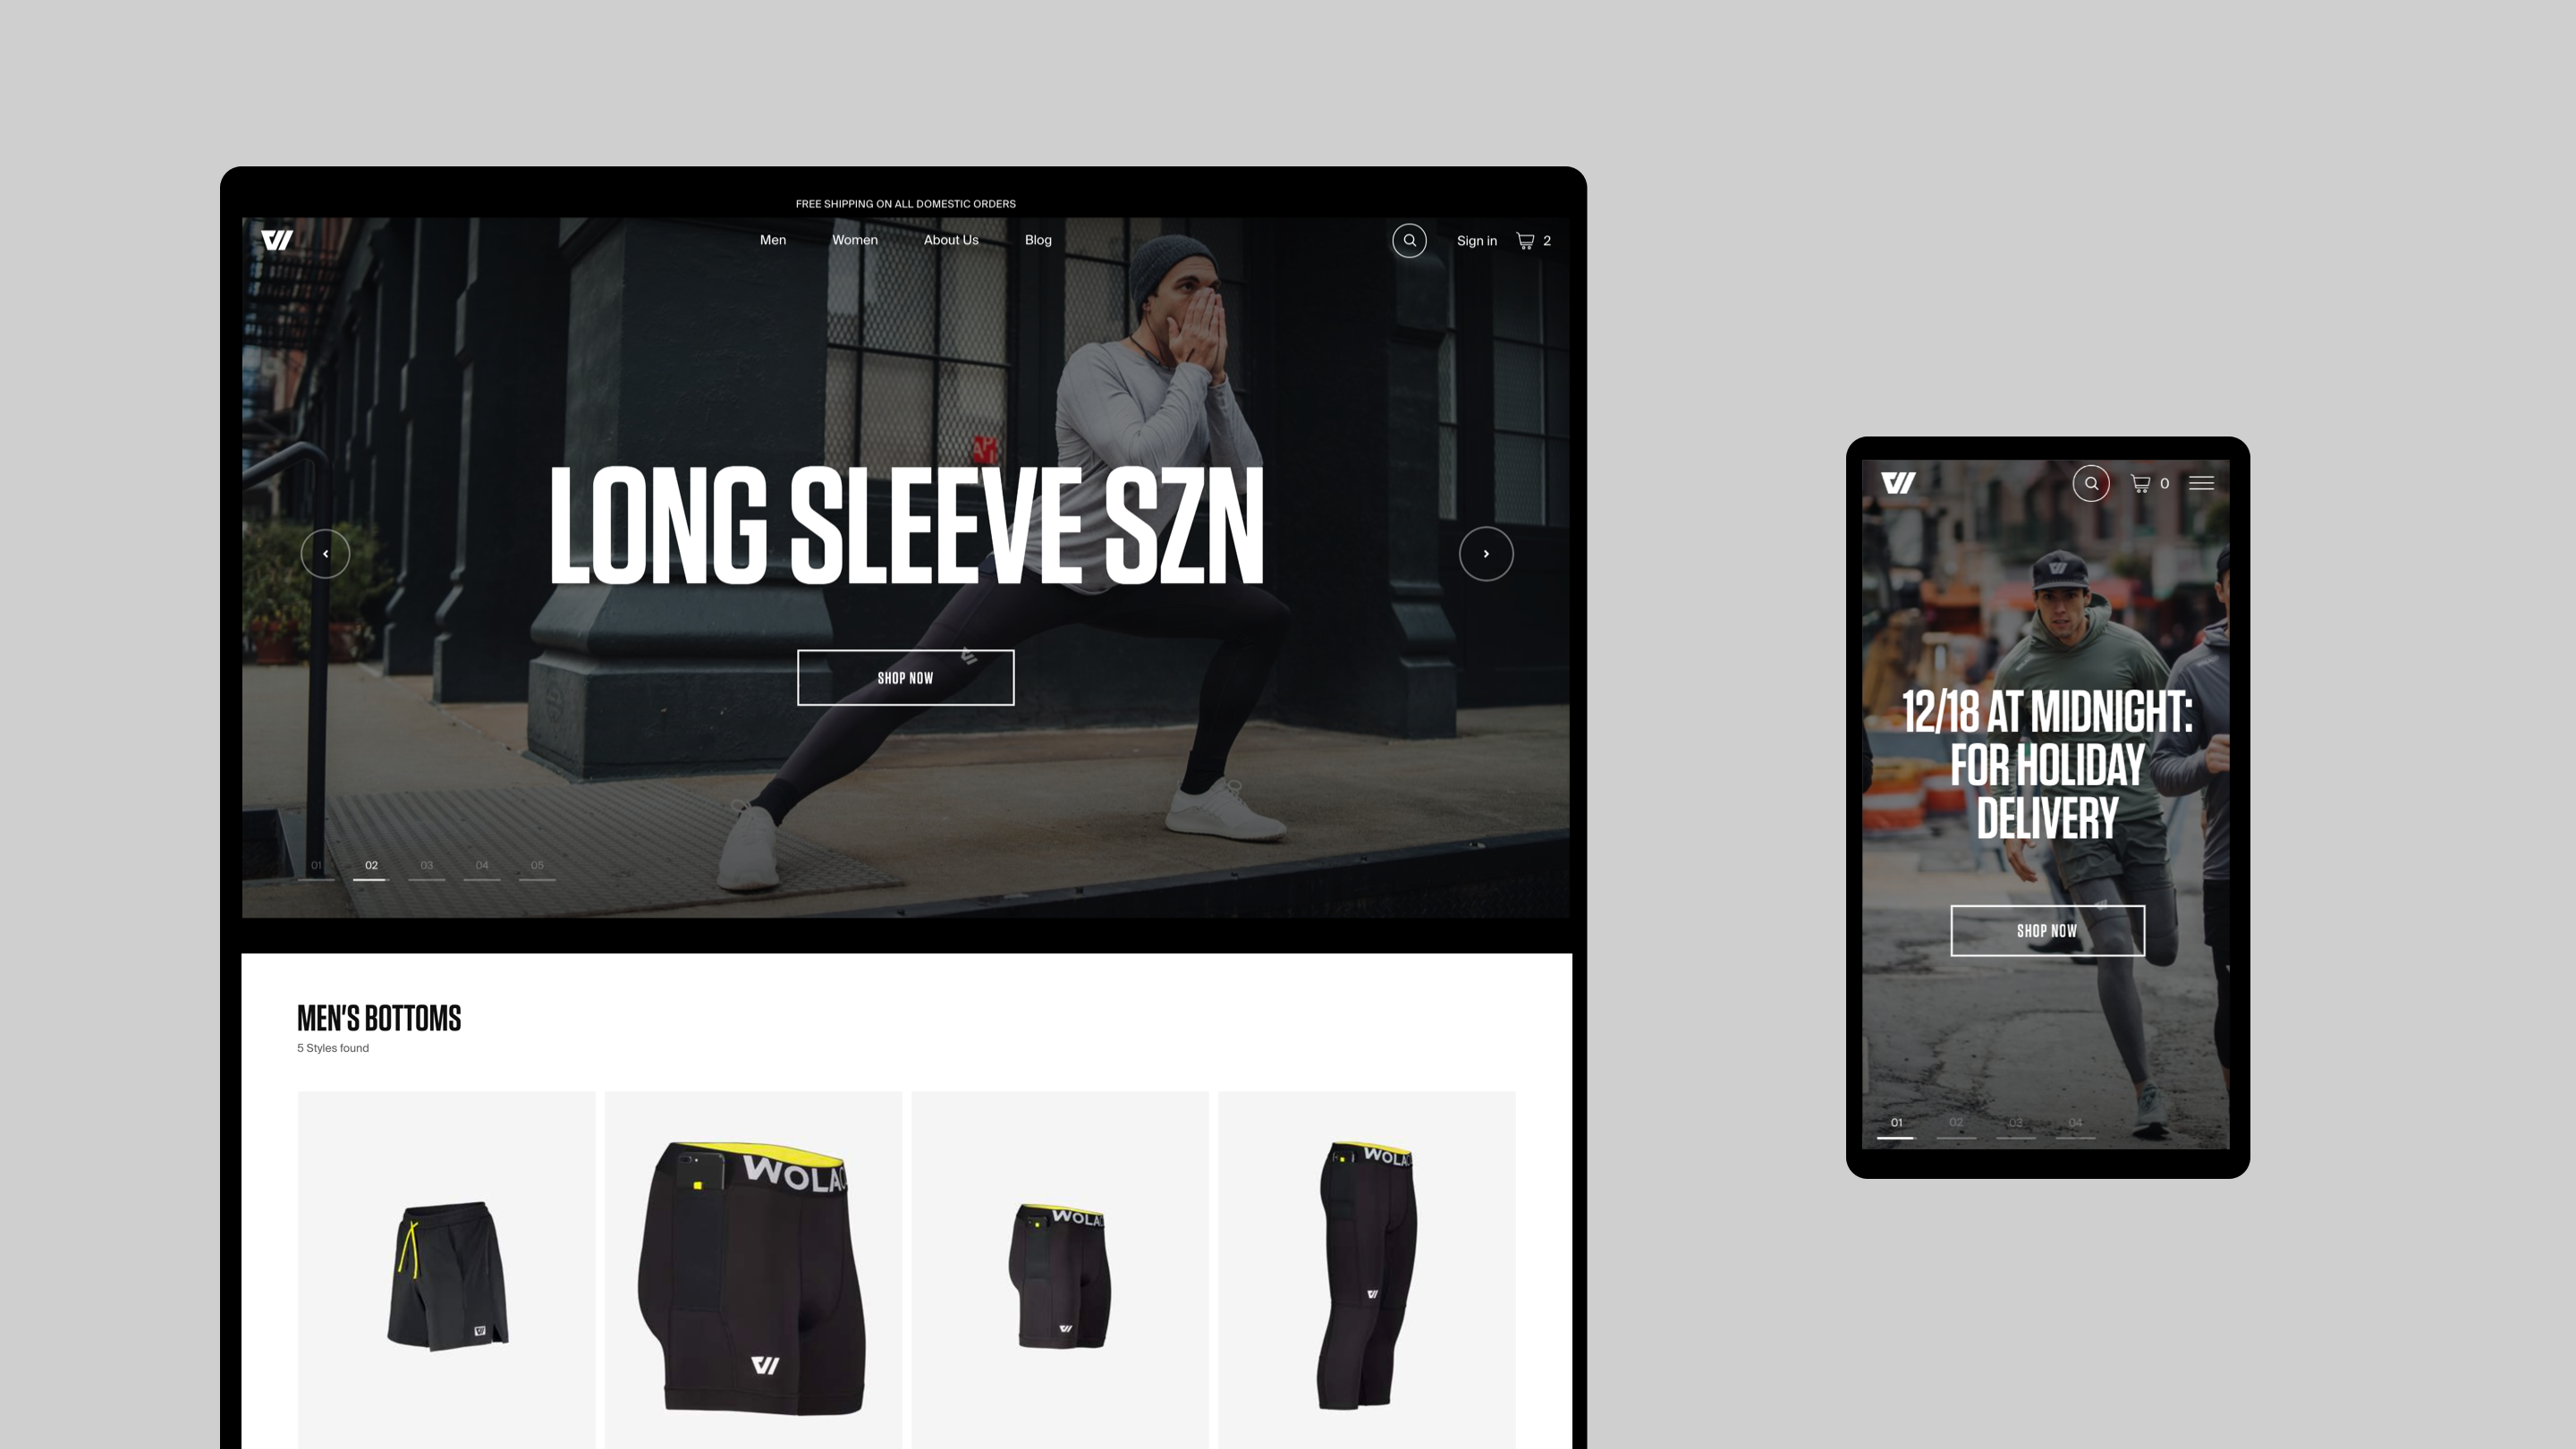 FREE SHIPPING ON ALL DOMESTIC ORDERS
Men Women About Us Blog Sign in 2
LONG SLEEVE SZN
SHOP NOW
01 02 03 04 05
MEN'S BOTTOMS
5 Styles found
WOLA
WOLA
WOLA
0
12/18 AT MIDNIGHT:
FOR HOLIDAY
DELIVERY
SHOP NOW
01 02 03 04